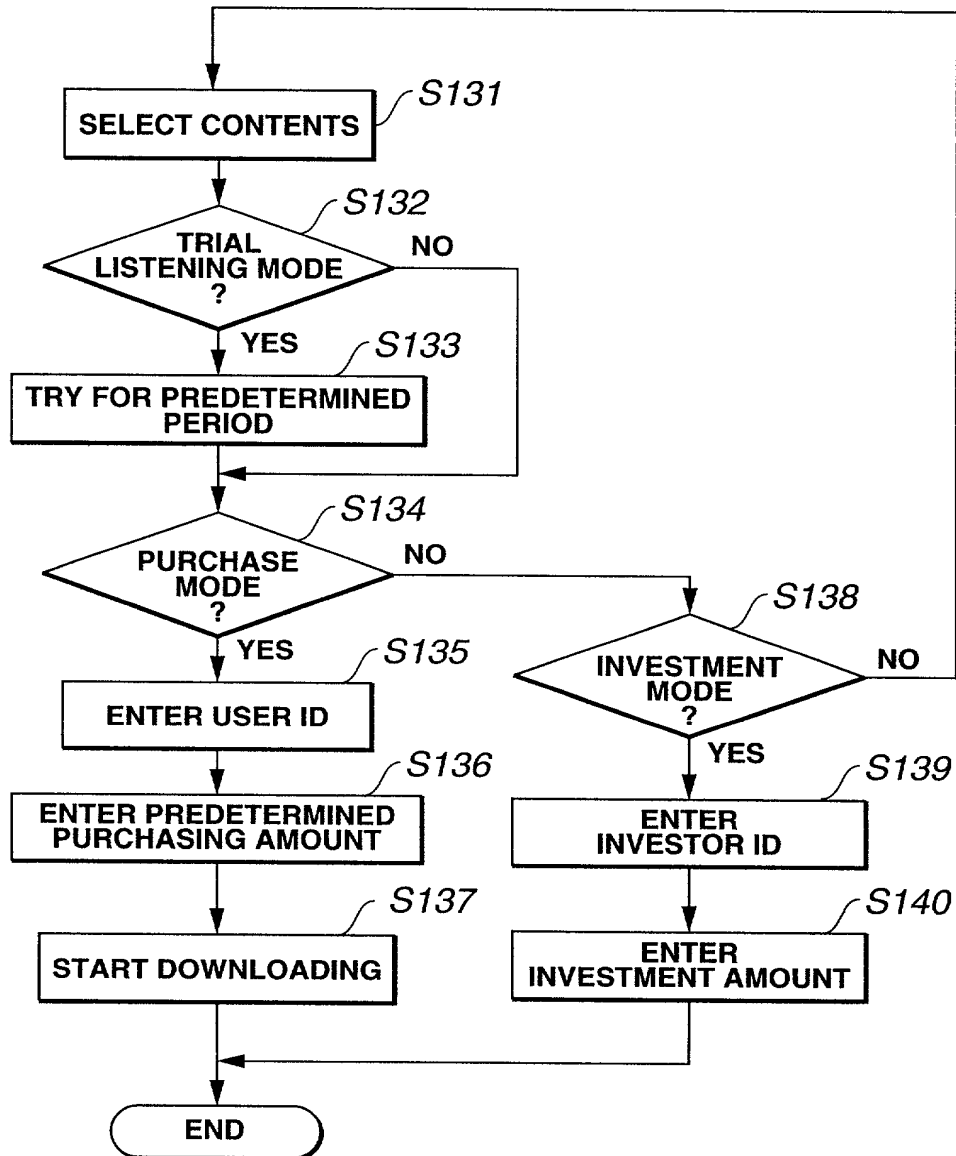 S131
SELECT CONTENTS
S132
TRIAL
LISTENING MODE
?
NO
YES
S133
TRY FOR PREDETERMINED
PERIOD
S134
PURCHASE
MODE
?
NO
YES
S135
ENTER USER ID
S136
ENTER PREDETERMINED
PURCHASING AMOUNT
S137
START DOWNLOADING
S138
INVESTMENT
MODE
?
NO
YES
S139
ENTER
INVESTOR ID
S140
ENTER
INVESTMENT AMOUNT
END